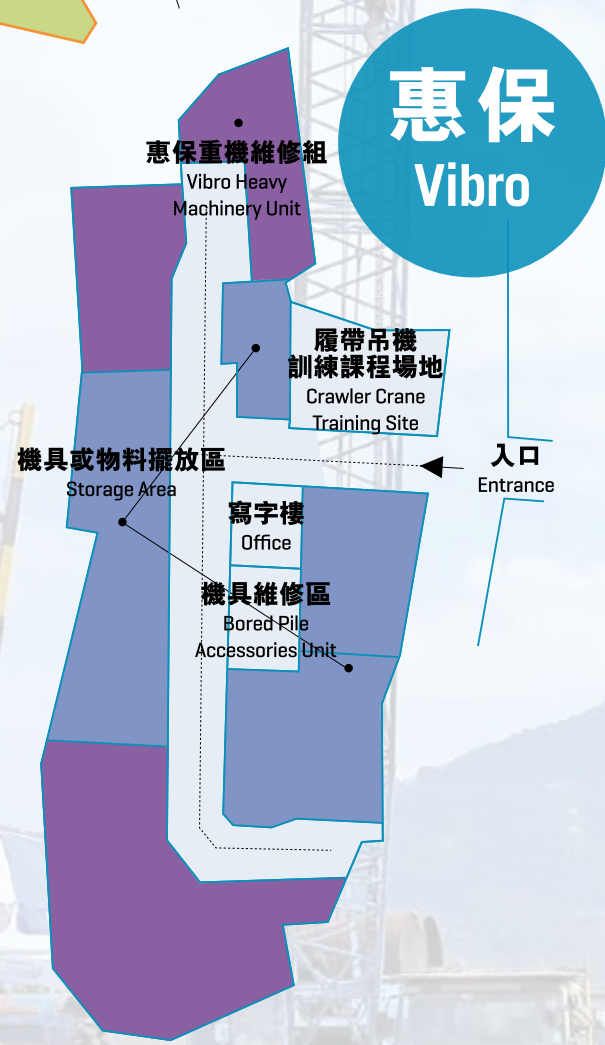 惠保
Vibro
惠保重機維修組
Vibro Heavy
Machinery Unit
履帶吊機
訓練課程場地
Crawler Crane
Training Site
機具或物料擺放區
Storage Area
入口
Entrance
寫字樓
Office
機具維修區
Bored Pile
Accessories Unit